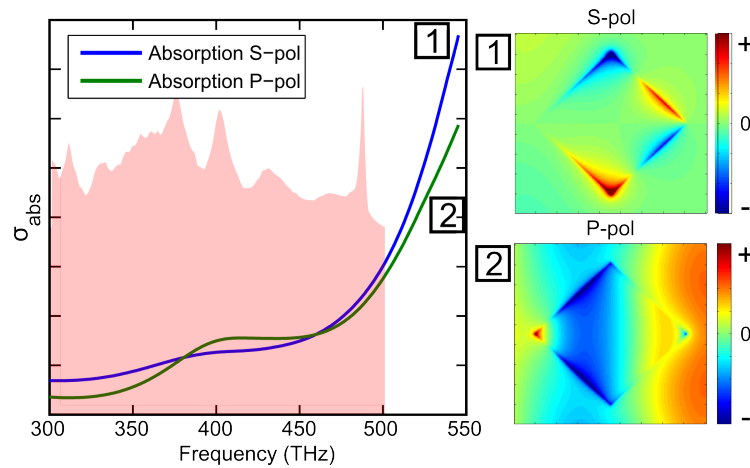 Absorption S−pol
Absorption P−pol
1
2
σabs
300
350
400
450
500
550
Frequency (THz)
S-pol
1
+
0
-
P-pol
2
+
0
-